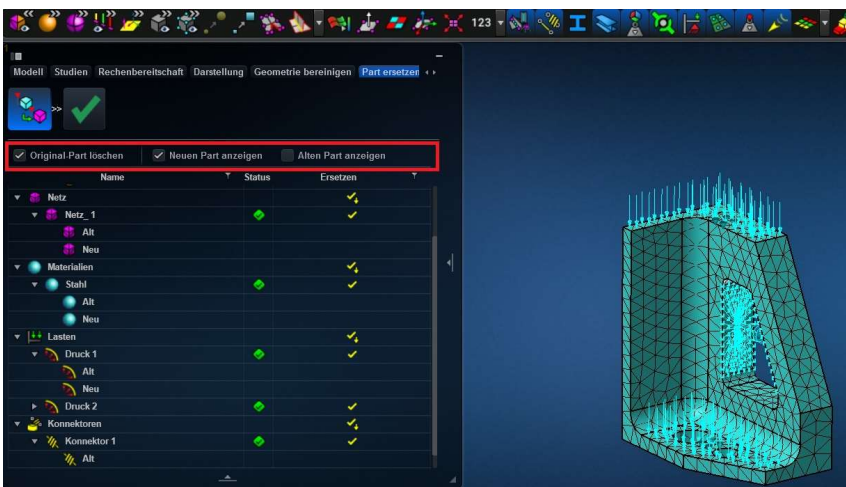 123
1
Modell Studien Rechenbereitschaft Darstellung Geometrie bereinigen Part ersetzen
>>
Original-Part löschen Neuen Part anzeigen Alten Part anzeigen
Name Status Ersetzen
Netz
Netz_1
Alt
Neu
Materialien
Stahl
Alt
Neu
Lasten
Druck 1
Alt
Neu
Druck 2
Konnektoren
Konnektor 1
Alt